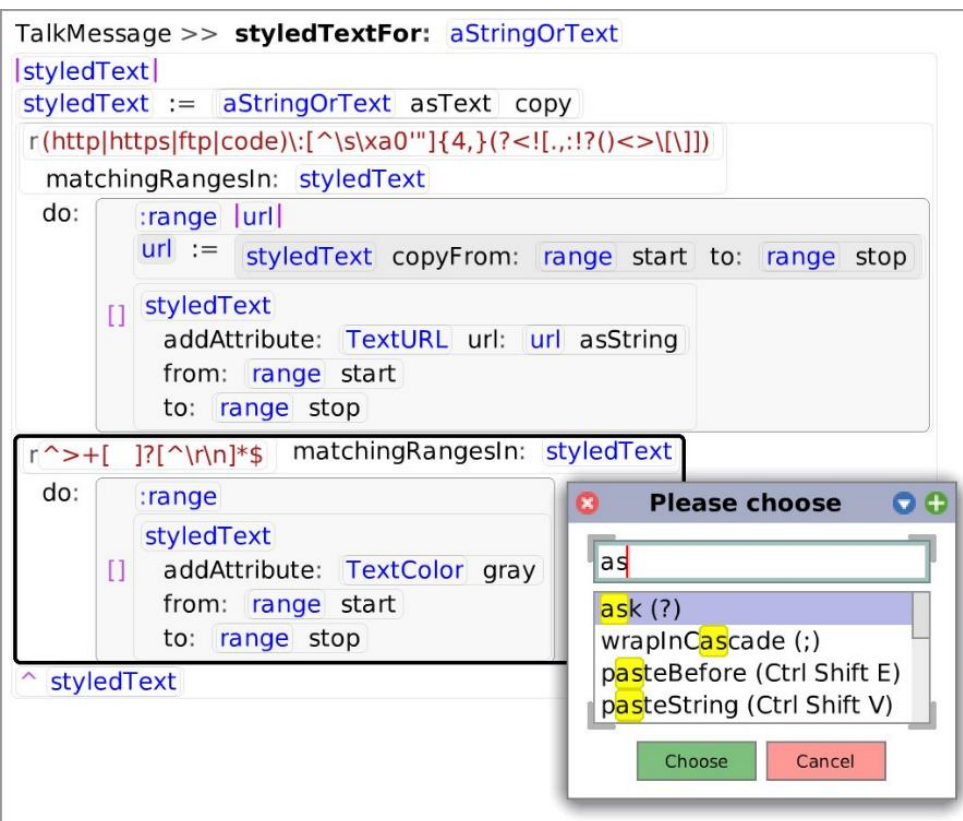 TalkMessage >> styledTextFor: aStringOrText
|styledText|
styledText := aStringOrText asText copy
r(http|https|ftp|code)\:[^\s\xa0'"]{4,}(?<![.,:!?()<>\[\]])
matchingRangesIn: styledText
do: :range |url|
url := styledText copyFrom: range start to: range stop
[] styledText
addAttribute: TextURL url: url asString
from: range start
to: range stop
r^>+[  ]?[^\r\n]*$ matchingRangesIn: styledText
do: :range
styledText
[] addAttribute: TextColor gray
from: range start
to: range stop
^ styledText
Please choose
as
ask (?)
wrapInCascade (;)
pasteBefore (Ctrl Shift E)
pasteString (Ctrl Shift V)
Choose Cancel